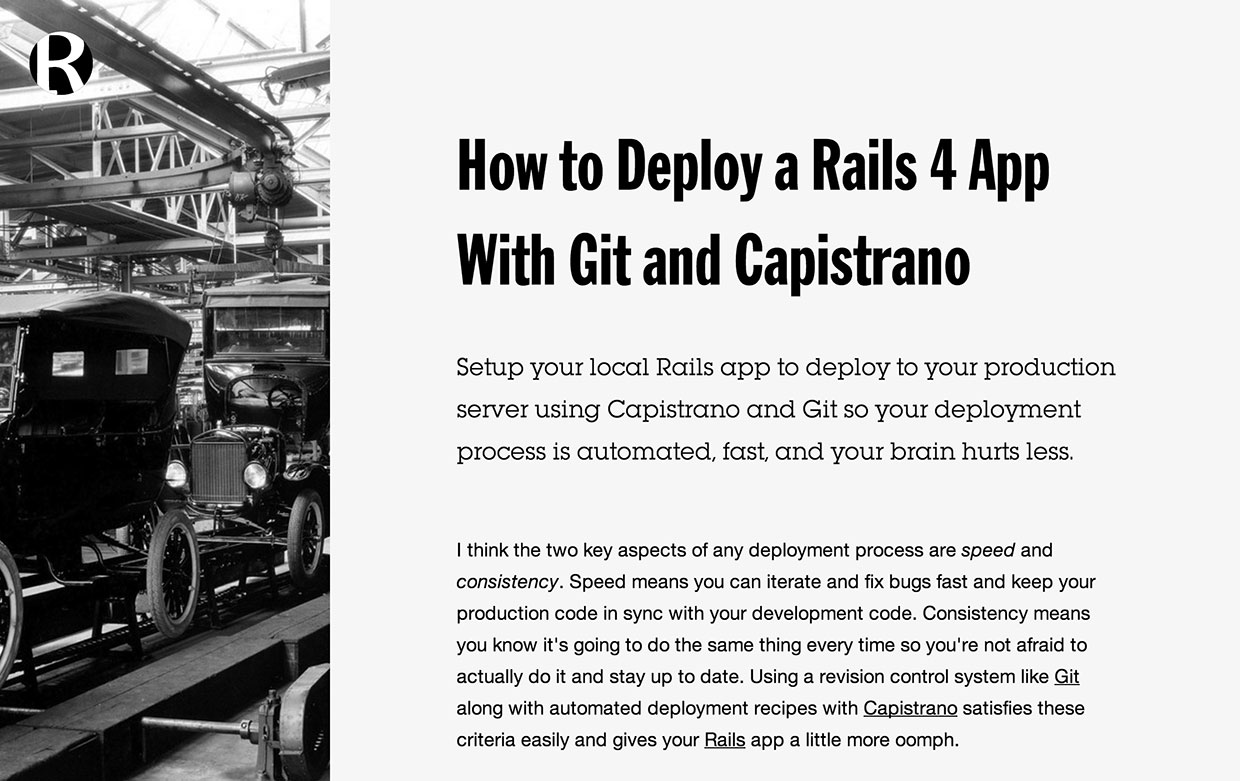 R
How to Deploy a Rails 4 App
With Git and Capistrano
Setup your local Rails app to deploy to your production
server using Capistrano and Git so your deployment
process is automated, fast, and your brain hurts less.
I think the two key aspects of any deployment process are speed and
consistency. Speed means you can iterate and fix bugs fast and keep your
production code in sync with your development code. Consistency means
you know it's going to do the same thing every time so you're not afraid to
actually do it and stay up to date. Using a revision control system like Git
along with automated deployment recipes with Capistrano satisfies these
criteria easily and gives your Rails app a little more oomph.